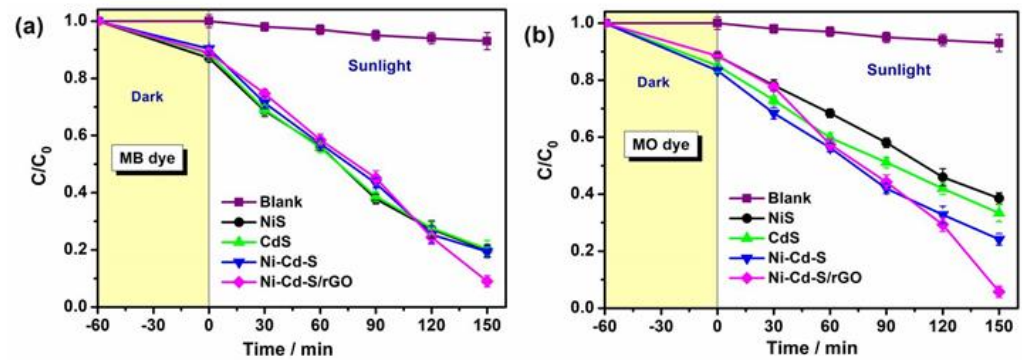 (a)
Sunlight
Dark
MB dye
Blank
NiS
CdS
Ni-Cd-S
Ni-Cd-S/rGO
C/C0
1.0
0.8
0.6
0.4
0.2
0.0
-60 -30 0 30 60 90 120 150
Time / min
(b)
Sunlight
Dark
MO dye
Blank
NiS
CdS
Ni-Cd-S
Ni-Cd-S/rGO
C/C0
1.0
0.8
0.6
0.4
0.2
0.0
-60 -30 0 30 60 90 120 150
Time / min